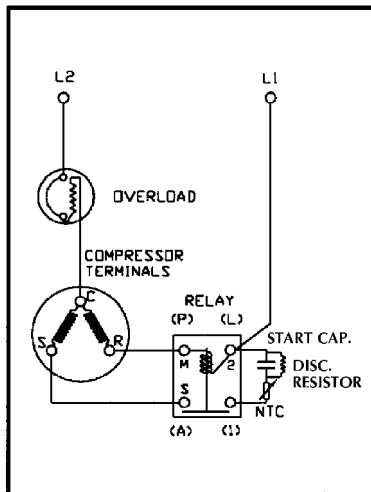 L2
L1
OVERLOAD
COMPRESSOR
TERMINALS
C
S
R
RELAY
(P)
(L)
M
2
S
(A)
(1)
START CAP.
DISC.
RESISTOR
NTC